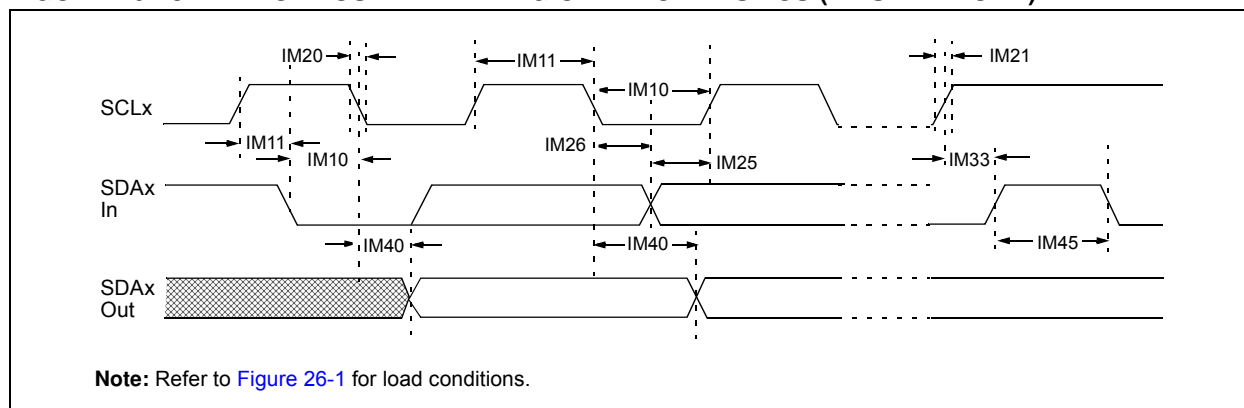 IM20
IM11
IM21
IM10
SCLx
IM11
IM26
IM10
IM25
IM33
SDAx
In
IM40
IM40
IM45
SDAx
Out
Note: Refer to Figure 26-1 for load conditions.